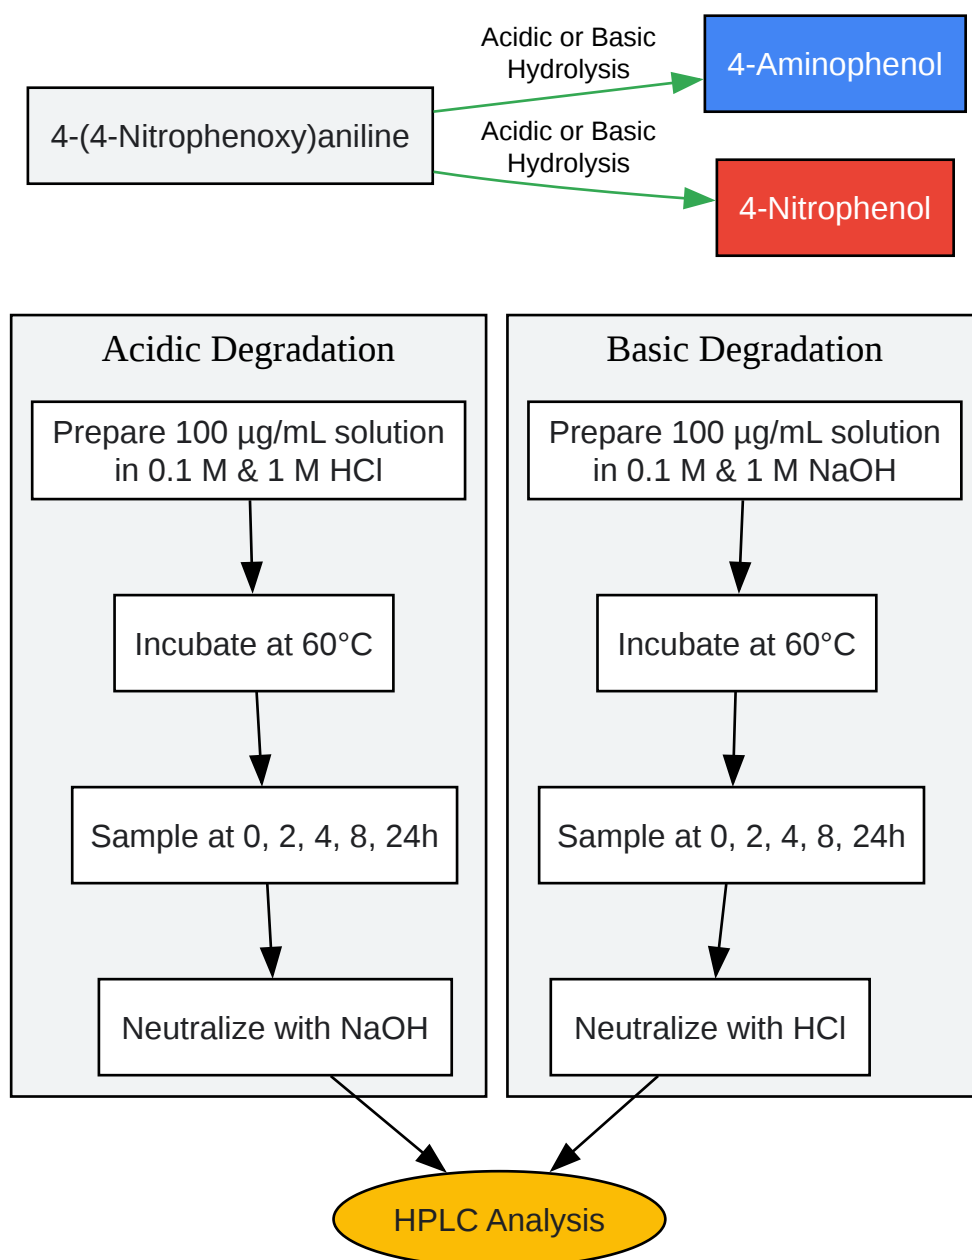 Acidic or Basic
Hydrolysis
4-Aminophenol
4-(4-Nitrophenoxy)aniline
Acidic or Basic
Hydrolysis
4-Nitrophenol
Acidic Degradation
Prepare 100 µg/mL solution
in 0.1 M & 1 M HCl
Incubate at 60°C
Sample at 0, 2, 4, 8, 24h
Neutralize with NaOH
Basic Degradation
Prepare 100 µg/mL solution
in 0.1 M & 1 M NaOH
Incubate at 60°C
Sample at 0, 2, 4, 8, 24h
Neutralize with HCl
HPLC Analysis